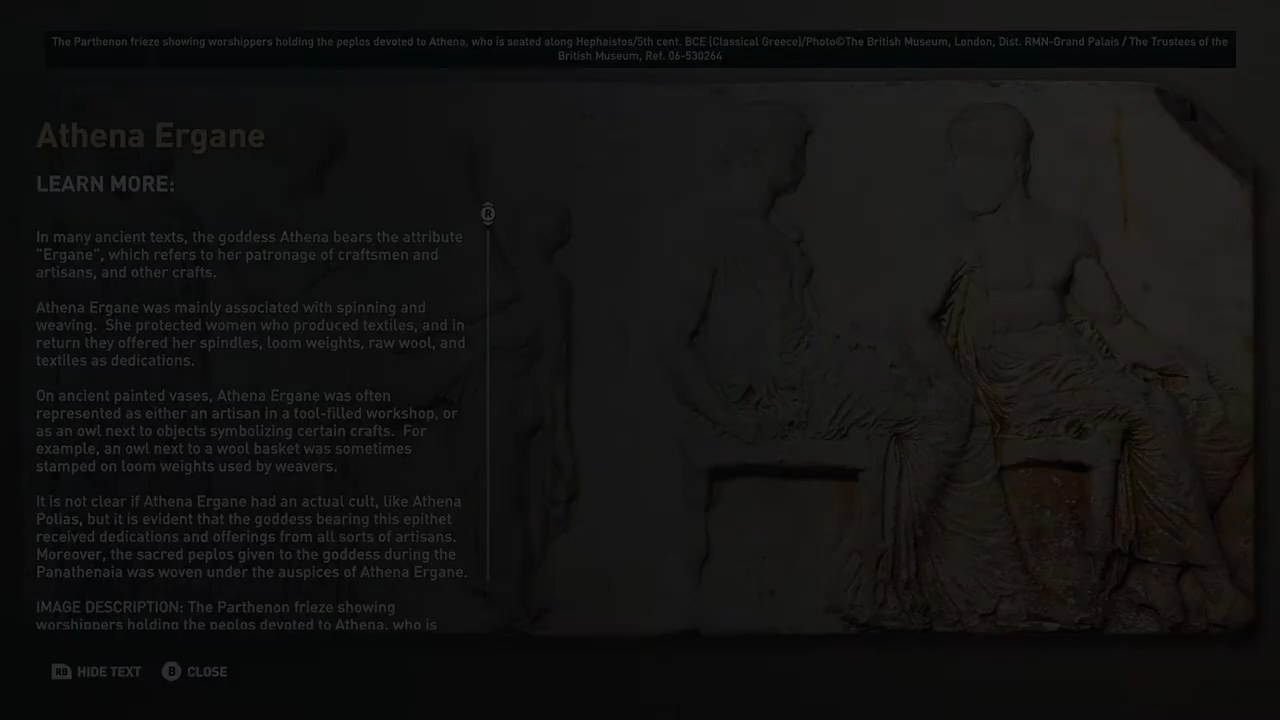 The Parthenon frieze showing worshippers holding the peplos devoted to Athena, who is seated along Hephaistos/5th cent. BCE (Classical Greece)/Photo©The British Museum, London, Dist. RMN-Grand Palais / The Trustees of the
British Museum, Ref. 06-530264
Athena Ergane
LEARN MORE:
R
In many ancient texts, the goddess Athena bears the attribute
"Ergane", which refers to her patronage of craftsmen and
artisans, and other crafts.
Athena Ergane was mainly associated with spinning and
weaving. She protected women who produced textiles, and in
return they offered her spindles, loom weights, raw wool, and
textiles as dedications.
On ancient painted vases, Athena Ergane was often
represented as either an artisan in a tool-filled workshop, or
as an owl next to objects symbolizing certain crafts. For
example, an owl next to a wool basket was sometimes
stamped on loom weights used by weavers.
It is not clear if Athena Ergane had an actual cult, like Athena
Polias, but it is evident that the goddess bearing this epithet
received dedications and offerings from all sorts of artisans.
Moreover, the sacred peplos given to the goddess during the
Panathenaia was woven under the auspices of Athena Ergane.
IMAGE DESCRIPTION: The Parthenon frieze showing
worshippers holding the peplos devoted to Athena, who is
RB HIDE TEXT B CLOSE